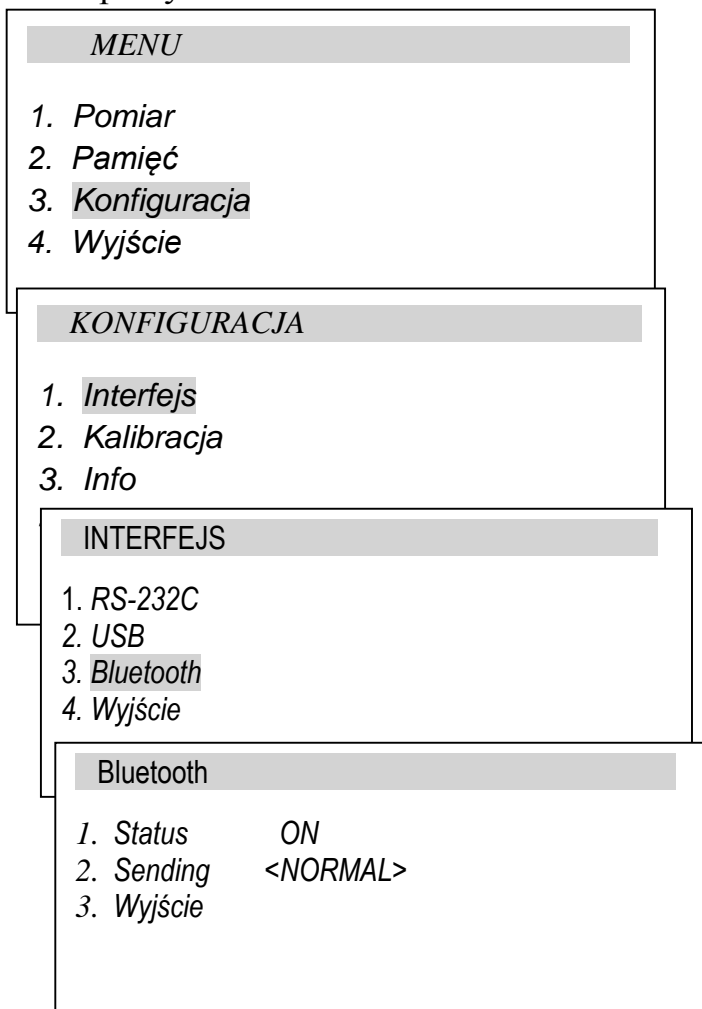 MENU
1. Pomiar
2. Pamięć
3. Konfiguracja
4. Wyjście
KONFIGURACJA
1. Interfejs
2. Kalibracja
3. Info
INTERFEJS
1. RS-232C
2. USB
3. Bluetooth
4. Wyjście
Bluetooth
1. Status ON
2. Sending <NORMAL>
3. Wyjście